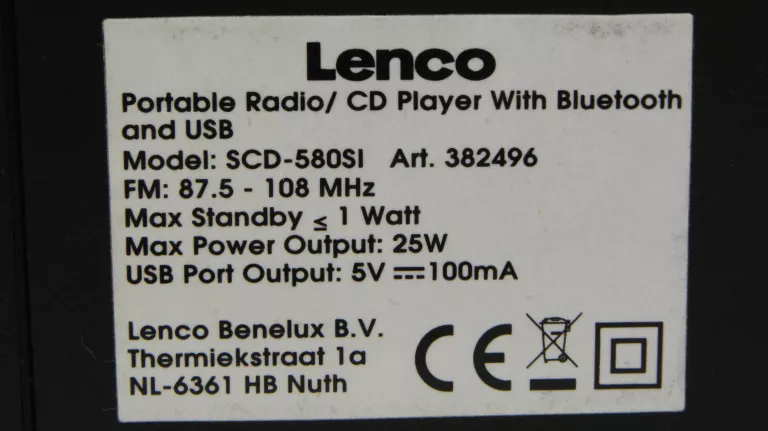 Lenco
Portable Radio/ CD Player With Bluetooth
and USB
Model: SCD-580SI Art. 382496
FM: 87.5 - 108 MHz
Max Standby ≤ 1 Watt
Max Power Output: 25W
USB Port Output: 5V ⎓ 100mA
Lenco Benelux B.V.
Thermiekstraat 1a
NL-6361 HB Nuth
CE